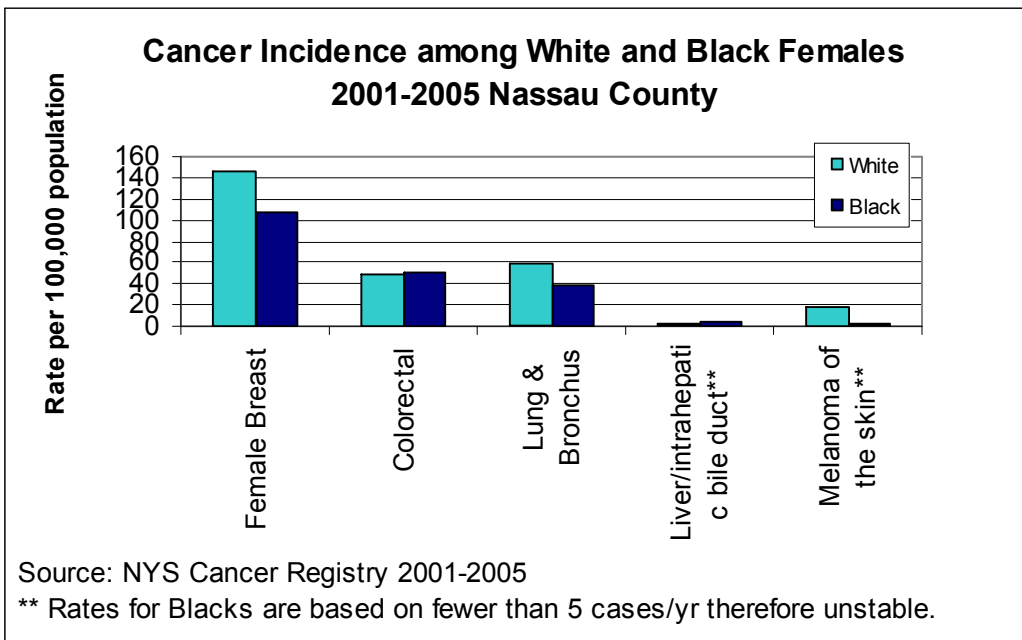 Cancer Incidence among White and Black Females
2001-2005 Nassau County
Rate per 100,000 population
160
140
120
100
80
60
40
20
0
White
Black
Female Breast
Colorectal
Lung &
Bronchus
Liver/intrahepati
c bile duct**
Melanoma of
the skin**
Source: NYS Cancer Registry 2001-2005
** Rates for Blacks are based on fewer than 5 cases/yr therefore unstable.